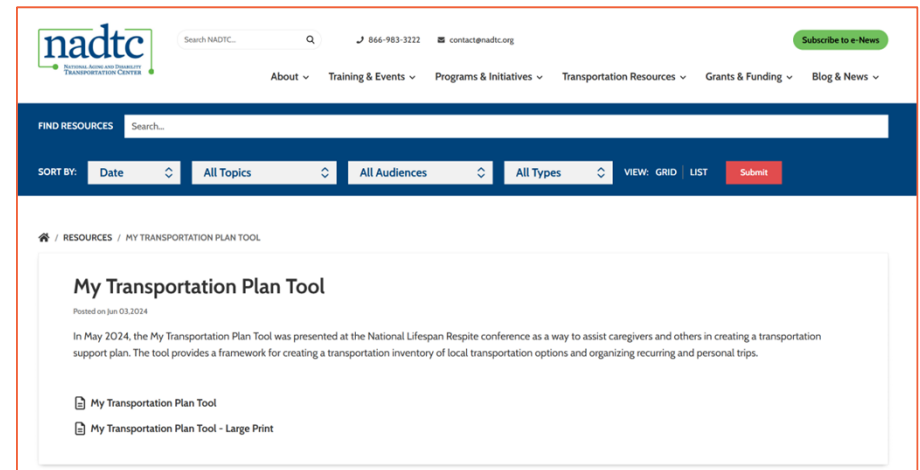 nadtc
National Aging and Disability
Transportation Center
Search NADTC...
866-983-3222
contact@nadtc.org
Subscribe to e-News
About
Training & Events
Programs & Initiatives
Transportation Resources
Grants & Funding
Blog & News
FIND RESOURCES
Search...
SORT BY:
Date
All Topics
All Audiences
All Types
VIEW: GRID | LIST
Submit
/ RESOURCES / MY TRANSPORTATION PLAN TOOL
My Transportation Plan Tool
Posted on Jun 03,2024
In May 2024, the My Transportation Plan Tool was presented at the National Lifespan Respite conference as a way to assist caregivers and others in creating a transportation
support plan. The tool provides a framework for creating a transportation inventory of local transportation options and organizing recurring and personal trips.
My Transportation Plan Tool
My Transportation Plan Tool - Large Print